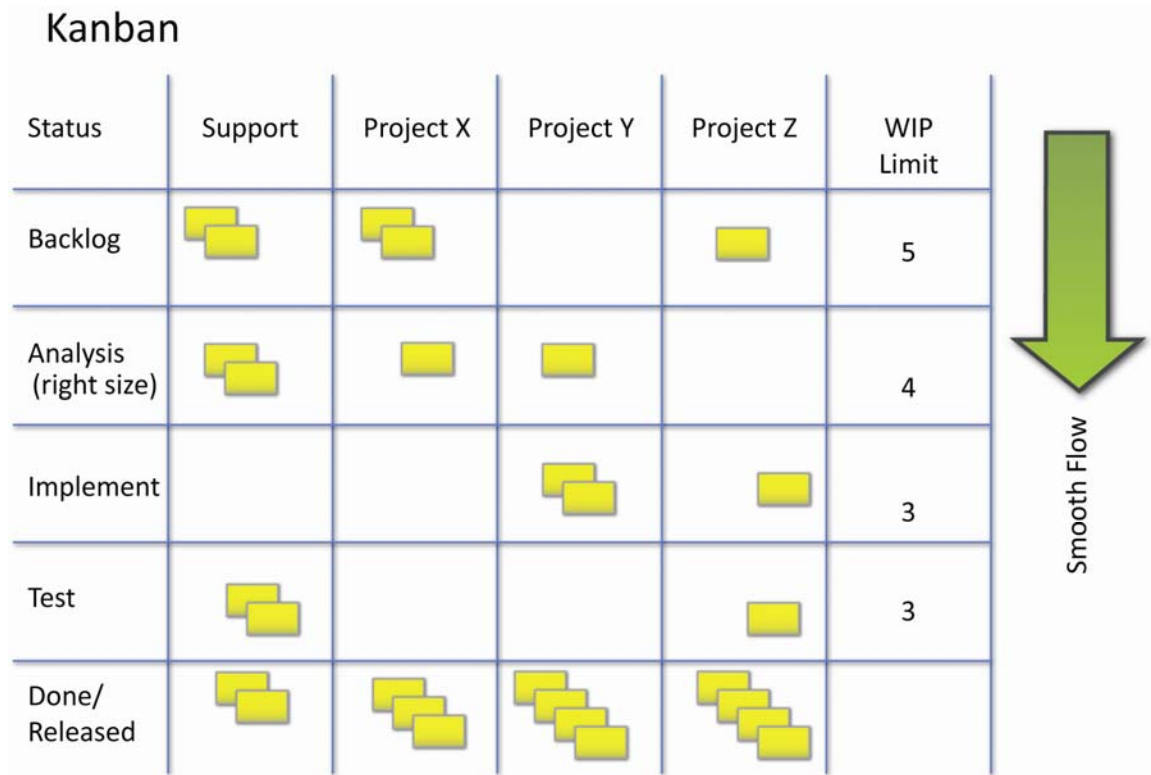 Kanban
Status
Support
Project X
Project Y
Project Z
WIP
Limit
Backlog
5
Analysis
(right size)
4
Implement
3
Test
3
Done/
Released
Smooth Flow